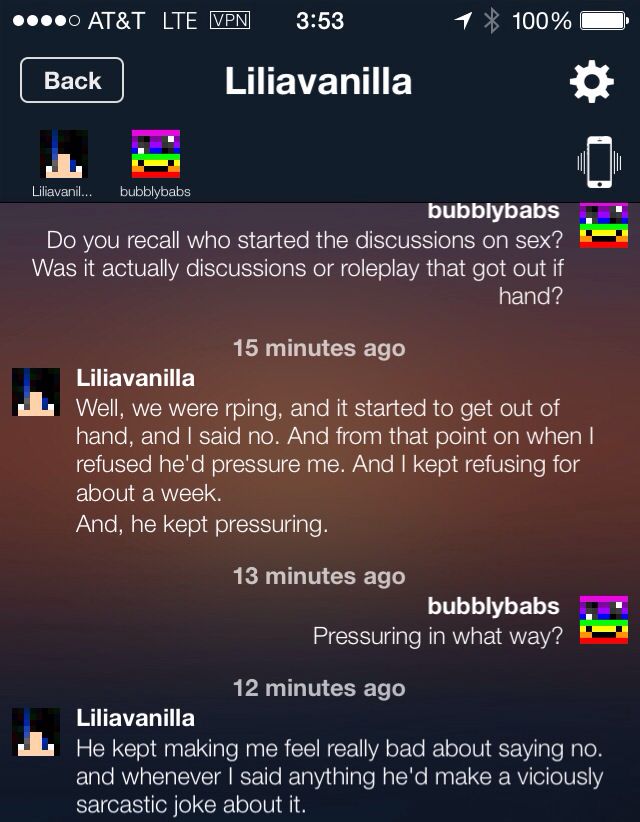 AT&T LTE VPN 3:53 100%
Back Liliavanilla
Liliavanil... bubblybabs
bubblybabs
Do you recall who started the discussions on sex?
Was it actually discussions or roleplay that got out if
hand?
15 minutes ago
Liliavanilla
Well, we were rping, and it started to get out of
hand, and I said no. And from that point on when I
refused he'd pressure me. And I kept refusing for
about a week.
And, he kept pressuring.
13 minutes ago
bubblybabs
Pressuring in what way?
12 minutes ago
Liliavanilla
He kept making me feel really bad about saying no.
and whenever I said anything he'd make a viciously
sarcastic joke about it.